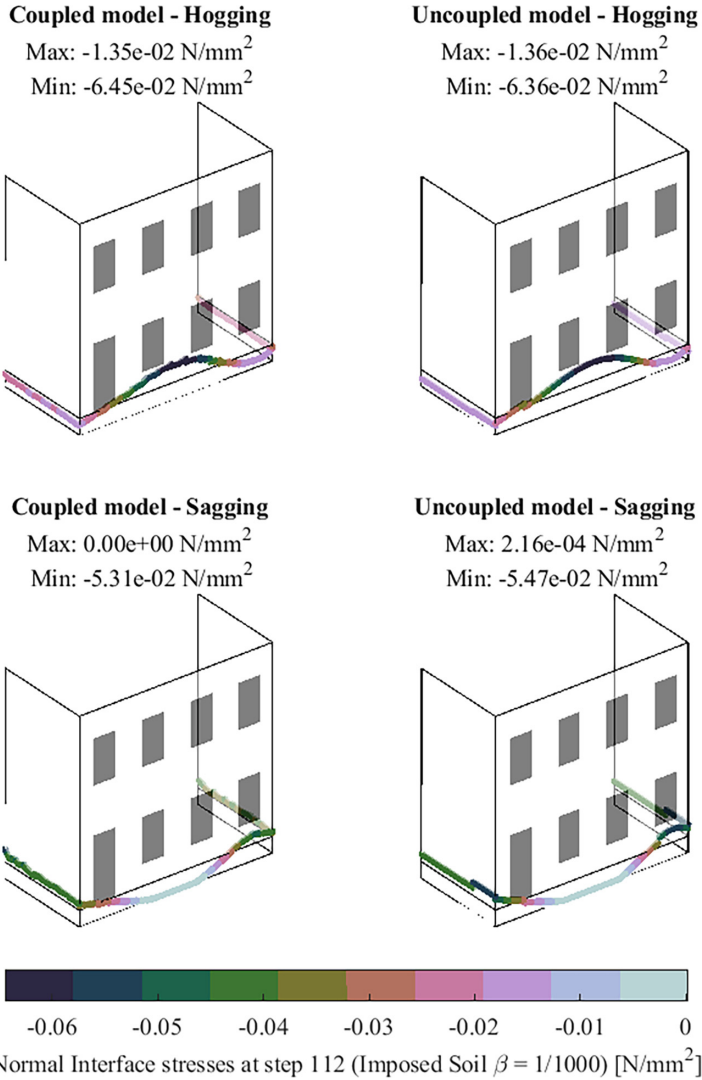 Coupled model - Hogging
Max: -1.35e-02 N/mm²
Min: -6.45e-02 N/mm²
Uncoupled model - Hogging
Max: -1.36e-02 N/mm²
Min: -6.36e-02 N/mm²
Coupled model - Sagging
Max: 0.00e+00 N/mm²
Min: -5.31e-02 N/mm²
Uncoupled model - Sagging
Max: 2.16e-04 N/mm²
Min: -5.47e-02 N/mm²
-0.06 -0.05 -0.04 -0.03 -0.02 -0.01 0
Normal Interface stresses at step 112 (Imposed Soil β = 1/1000) [N/mm²]